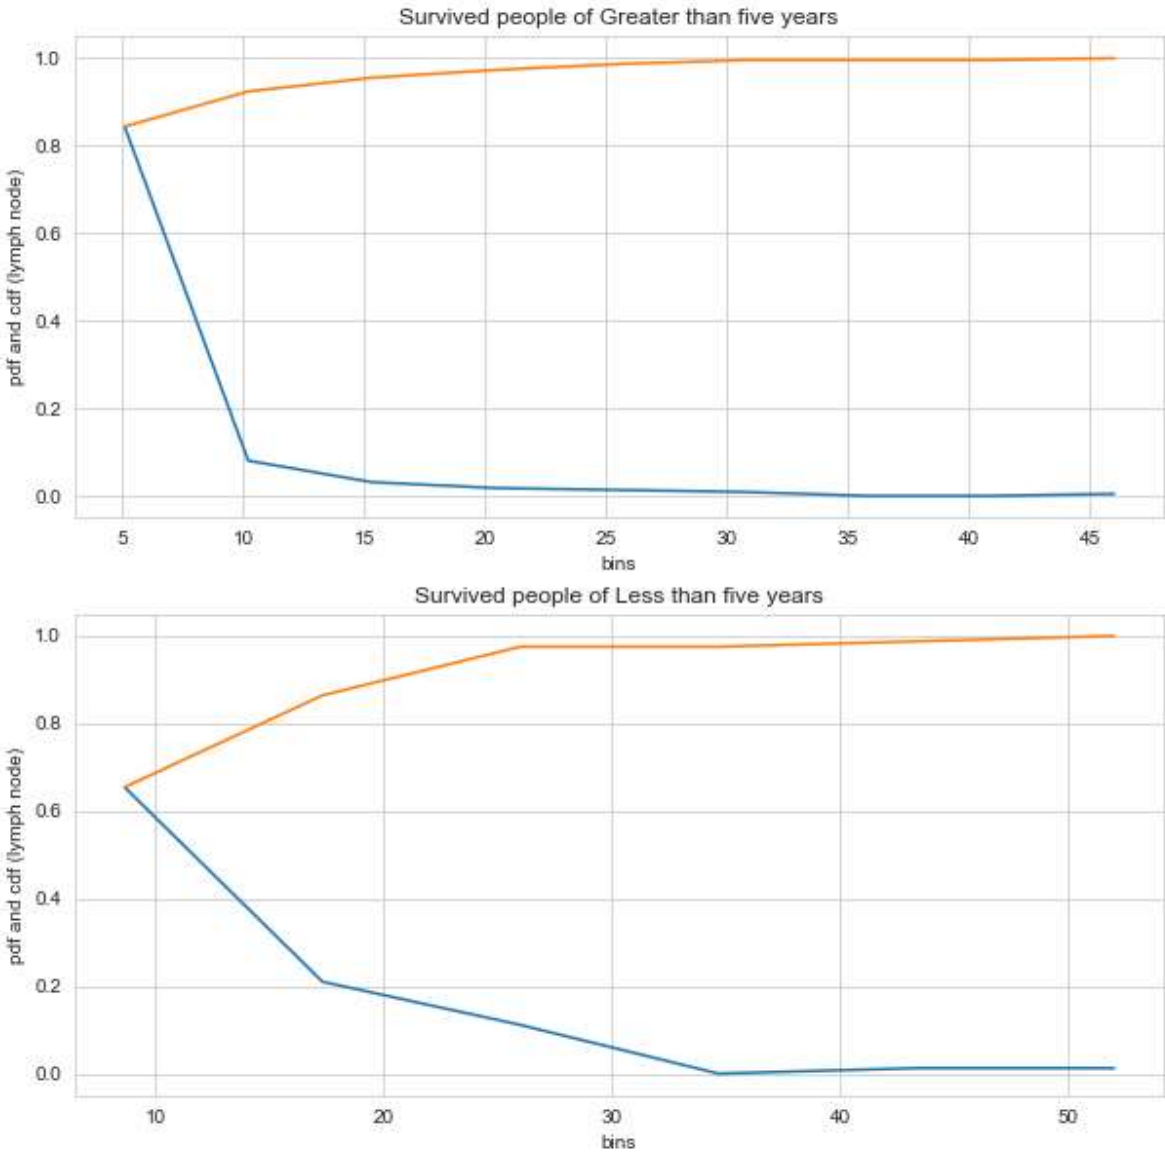 Survived people of Greater than five years
1.0
0.8
0.6
0.4
0.2
0.0
pdf and cdf (lymph node)
5 10 15 20 25 30 35 40 45
bins
Survived people of Less than five years
1.0
0.8
0.6
0.4
0.2
0.0
pdf and cdf (lymph node)
10 20 30 40 50
bins